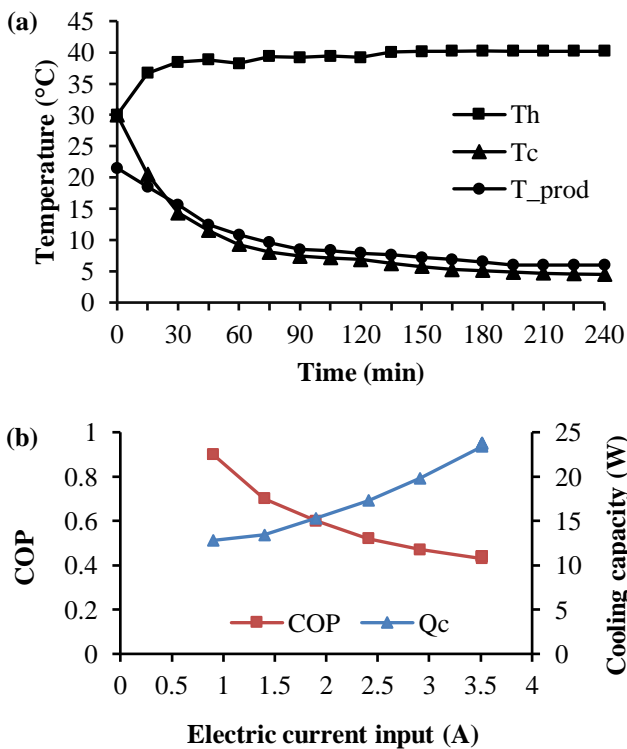 (a)
Temperature (°C)
45
40
35
30
25
20
15
10
5
0
Th
Tc
T_prod
0 30 60 90 120 150 180 210 240
Time (min)
(b)
COP
1
0.8
0.6
0.4
0.2
0
COP Qc
25
20
15
10
5
0
Cooling capacity (W)
0 0.5 1 1.5 2 2.5 3 3.5 4
Electric current input (A)